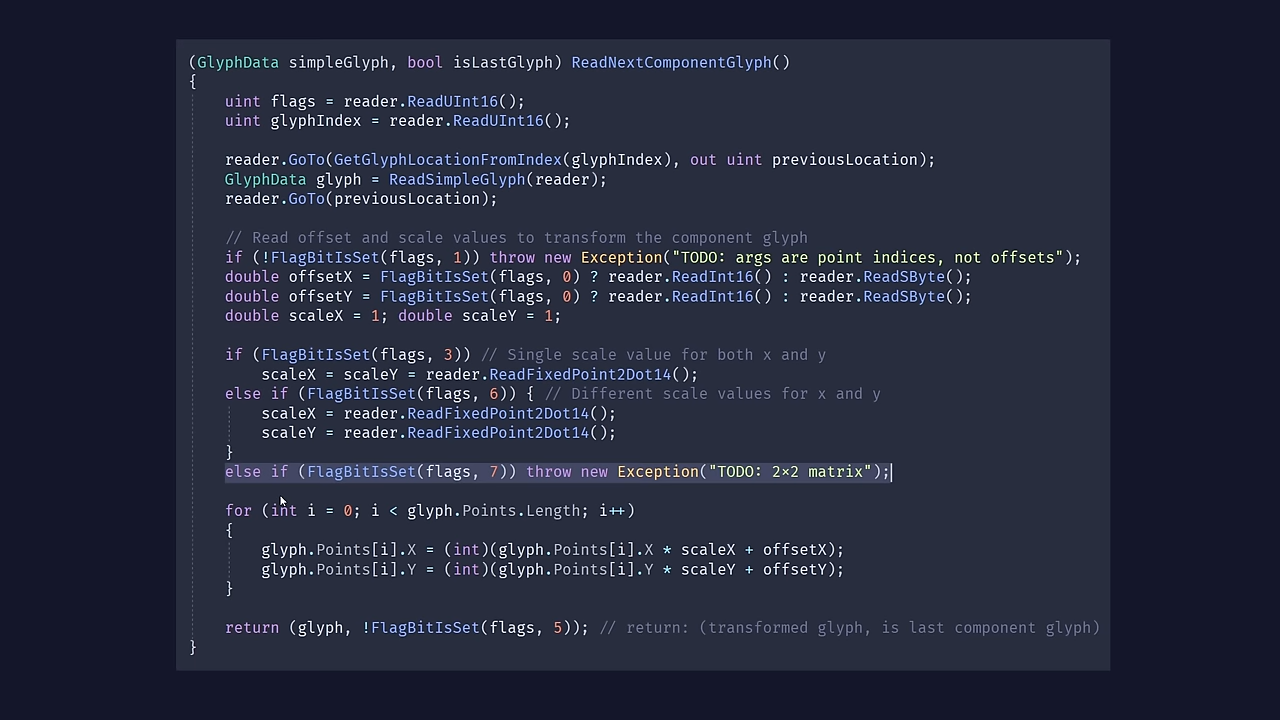 (GlyphData simpleGlyph, bool isLastGlyph) ReadNextComponentGlyph()
{
    uint flags = reader.ReadUInt16();
    uint glyphIndex = reader.ReadUInt16();

    reader.GoTo(GetGlyphLocationFromIndex(glyphIndex), out uint previousLocation);
    GlyphData glyph = ReadSimpleGlyph(reader);
    reader.GoTo(previousLocation);

    // Read offset and scale values to transform the component glyph
    if (!FlagBitIsSet(flags, 1)) throw new Exception("TODO: args are point indices, not offsets");
    double offsetX = FlagBitIsSet(flags, 0) ? reader.ReadInt16() : reader.ReadSByte();
    double offsetY = FlagBitIsSet(flags, 0) ? reader.ReadInt16() : reader.ReadSByte();
    double scaleX = 1; double scaleY = 1;

    if (FlagBitIsSet(flags, 3)) // Single scale value for both x and y
        scaleX = scaleY = reader.ReadFixedPoint2Dot14();
    else if (FlagBitIsSet(flags, 6)) { // Different scale values for x and y
        scaleX = reader.ReadFixedPoint2Dot14();
        scaleY = reader.ReadFixedPoint2Dot14();
    }
    else if (FlagBitIsSet(flags, 7)) throw new Exception("TODO: 2×2 matrix");

    for (int i = 0; i < glyph.Points.Length; i++)
    {
        glyph.Points[i].X = (int)(glyph.Points[i].X * scaleX + offsetX);
        glyph.Points[i].Y = (int)(glyph.Points[i].Y * scaleY + offsetY);
    }

    return (glyph, !FlagBitIsSet(flags, 5)); // return: (transformed glyph, is last component glyph)
}